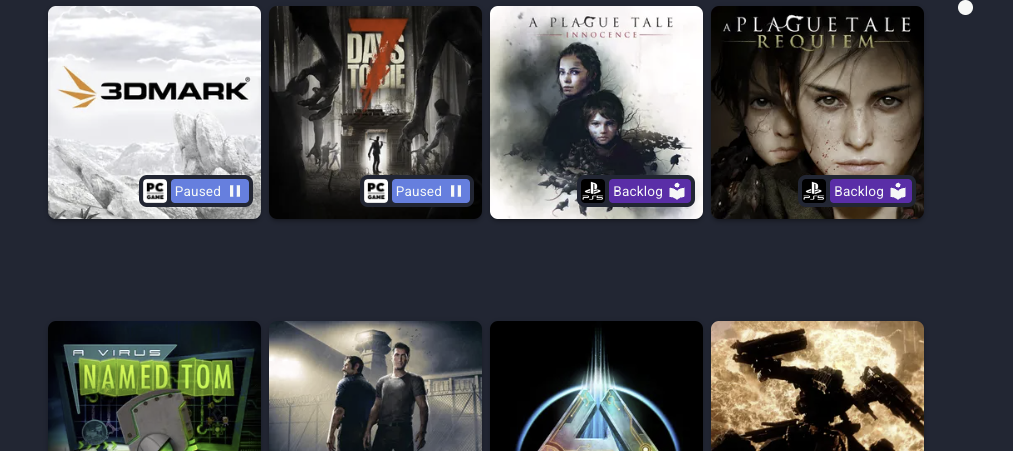 3DMARK®
7
DAYS
TO DIE
A PLAGUE TALE
INNOCENCE
A PLAGUE TALE
REQUIEM
PC
GAME
Paused
PC
GAME
Paused
PS5
Backlog
PS5
Backlog
A VIRUS
NAMED TOM